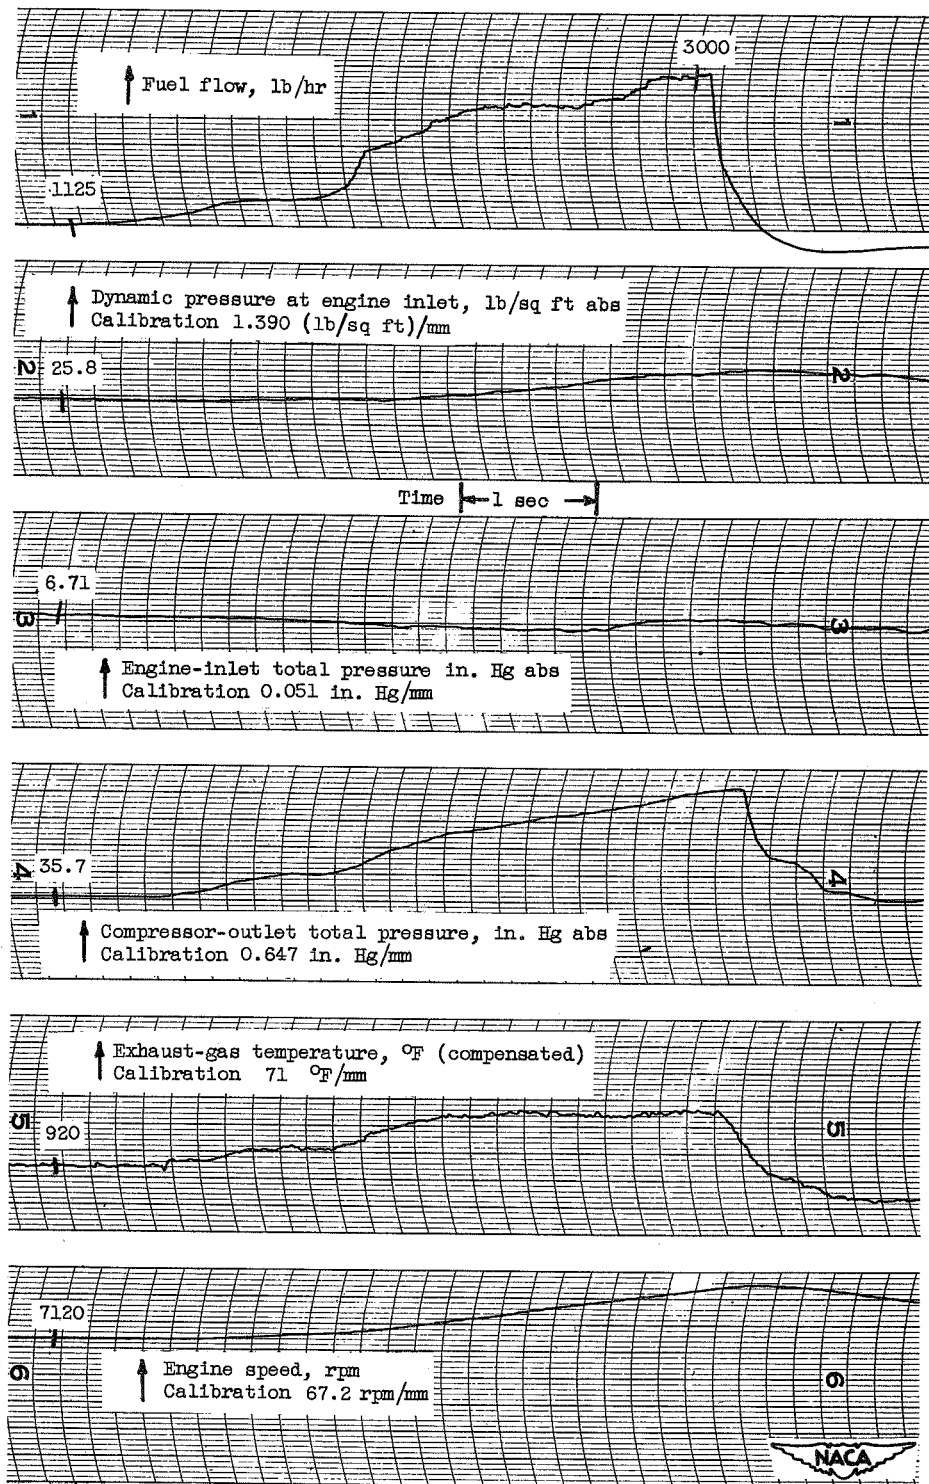 3000
Fuel flow, lb/hr
1
1
1125
Dynamic pressure at engine inlet, lb/sq ft abs
Calibration 1.390 (lb/sq ft)/mm
2
25.8
2
Time
1 sec
6.71
3
3
Engine-inlet total pressure in. Hg abs
Calibration 0.051 in. Hg/mm
4
35.7
4
Compressor-outlet total pressure, in. Hg abs
Calibration 0.647 in. Hg/mm
Exhaust-gas temperature, °F (compensated)
Calibration 71 °F/mm
5
920
5
7120
6
6
Engine speed, rpm
Calibration 67.2 rpm/mm
NACA